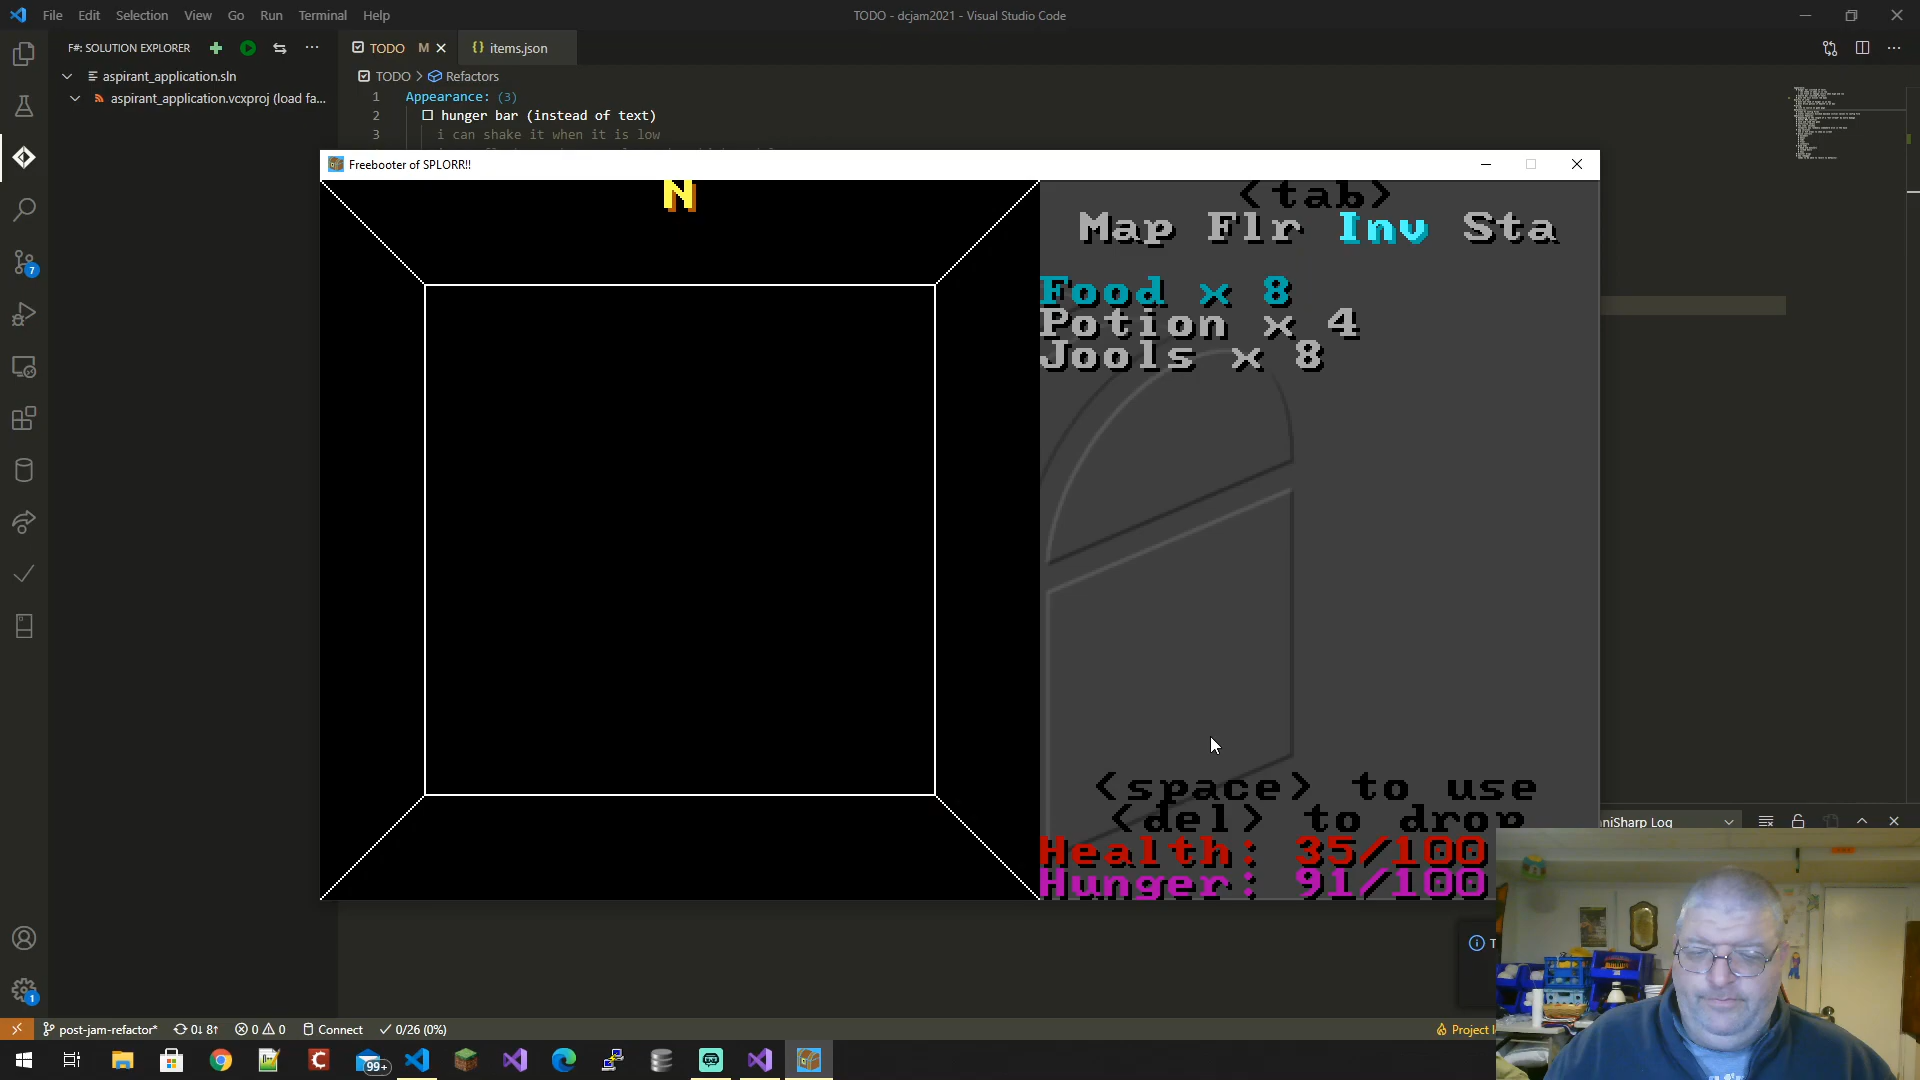 File Edit Selection View Go Run Terminal Help
TODO - dcjam2021 - Visual Studio Code
F#: SOLUTION EXPLORER
TODO M
items.json
aspirant_application.sln
TODO > Refactors
aspirant_application.vcxproj (load fa...
1 Appearance: (3)
2 hunger bar (instead of text)
3 i can shake it when it is low
Freebooter of SPLORR!!
N
<tab>
Map Flr Inv Sta
Food x 8
Potion x 4
Jools x 8
<space> to use
<del> to drop
Health: 35/100
Hunger: 91/100
niSharp Log
7
1
post-jam-refactor* 0↓ 8↑ 0 0 Connect 0/26 (0%)
Project
99+